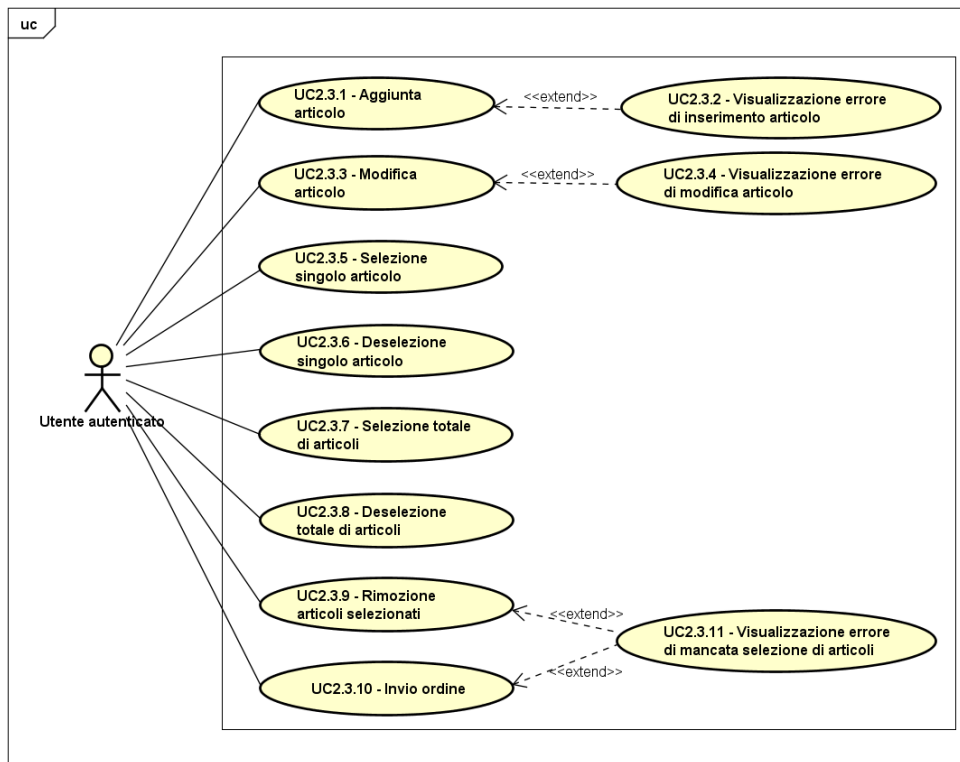 uc
UC2.3.1 - Aggiunta
articolo
<<extend>>
UC2.3.2 - Visualizzazione errore
di inserimento articolo
UC2.3.3 - Modifica
articolo
<<extend>>
UC2.3.4 - Visualizzazione errore
di modifica articolo
UC2.3.5 - Selezione
singolo articolo
UC2.3.6 - Deselezione
singolo articolo
Utente autenticato
UC2.3.7 - Selezione totale
di articoli
UC2.3.8 - Deselezione
totale di articoli
UC2.3.9 - Rimozione
articoli selezionati
<<extend>>
UC2.3.11 - Visualizzazione errore
di mancata selezione di articoli
<<extend>>
UC2.3.10 - Invio ordine